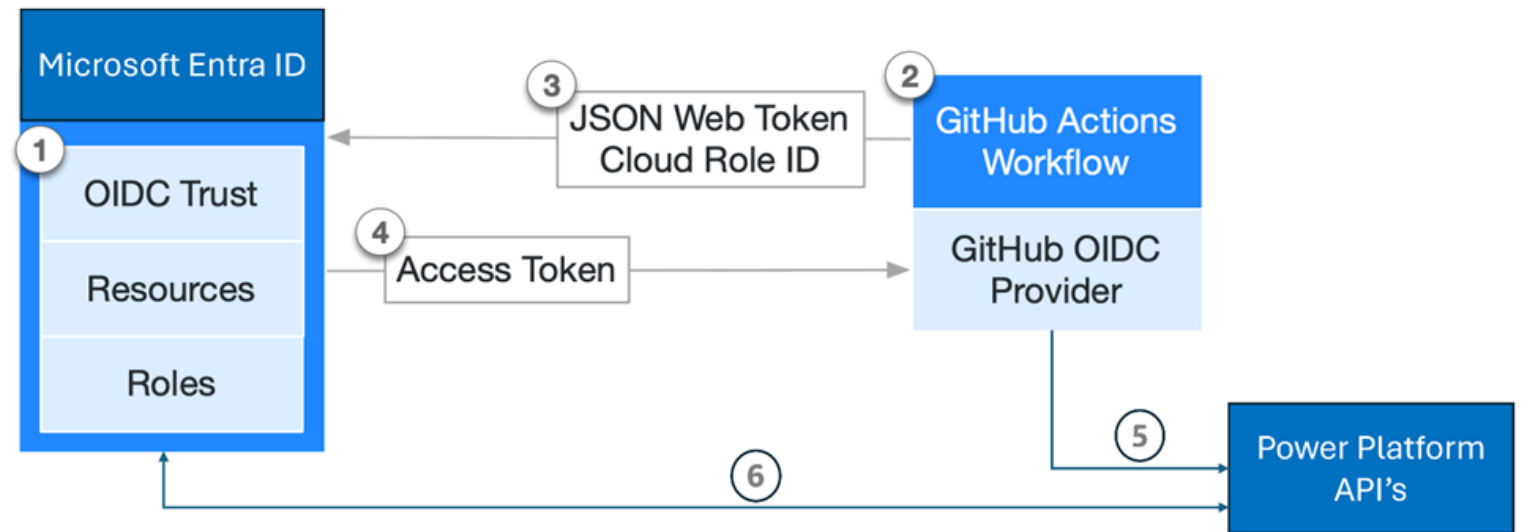 Microsoft Entra ID
1
OIDC Trust
Resources
Roles
3
JSON Web Token
Cloud Role ID
4
Access Token
2
GitHub Actions
Workflow
GitHub OIDC
Provider
5
6
Power Platform
API's